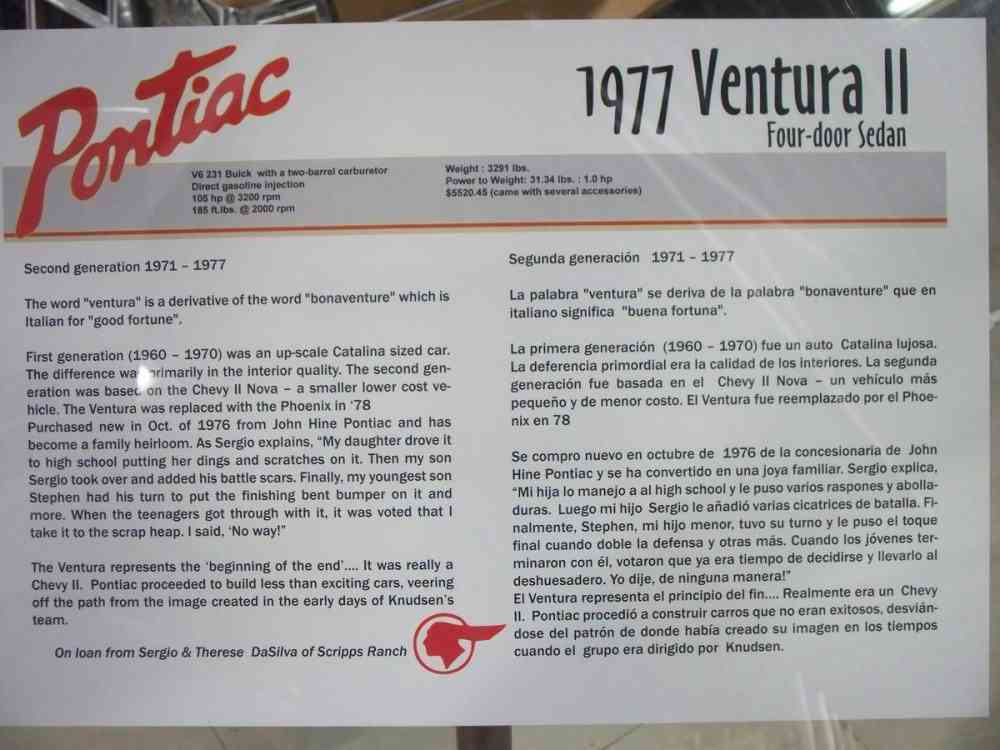 Pontiac
1977 Ventura II
Four-door Sedan
V6 231 Buick with a two-barrel carburetor
Direct gasoline injection
105 hp @ 3200 rpm
185 ft.lbs. @ 2000 rpm
Weight : 3291 lbs.
Power to Weight: 31.34 lbs. : 1.0 hp
$5520.45 (came with several accessories)
Second generation 1971 – 1977
The word "ventura" is a derivative of the word "bonaventure" which is
Italian for "good fortune".
First generation (1960 – 1970) was an up-scale Catalina sized car.
The difference was primarily in the interior quality. The second gen-
eration was based on the Chevy II Nova – a smaller lower cost ve-
hicle. The Ventura was replaced with the Phoenix in ‘78
Purchased new in Oct. of 1976 from John Hine Pontiac and has
become a family heirloom. As Sergio explains, “My daughter drove it
to high school putting her dings and scratches on it. Then my son
Sergio took over and added his battle scars. Finally, my youngest son
Stephen had his turn to put the finishing bent bumper on it and
more. When the teenagers got through with it, it was voted that I
take it to the scrap heap. I said, ‘No way!”
The Ventura represents the ‘beginning of the end’.... It was really a
Chevy II. Pontiac proceeded to build less than exciting cars, veering
off the path from the image created in the early days of Knudsen’s
team.
On loan from Sergio & Therese DaSilva of Scripps Ranch
Segunda generación 1971 – 1977
La palabra "ventura" se deriva de la palabra "bonaventure" que en
italiano significa "buena fortuna".
La primera generación (1960 – 1970) fue un auto Catalina lujosa.
La deferencia primordial era la calidad de los interiores. La segunda
generación fue basada en el Chevy II Nova – un vehículo más
pequeño y de menor costo. El Ventura fue reemplazado por el Phoe-
nix en 78
Se compro nuevo en octubre de 1976 de la concesionaria de John
Hine Pontiac y se ha convertido en una joya familiar. Sergio explica,
“Mi hija lo manejo a al high school y le puso varios raspones y abolla-
duras. Luego mi hijo Sergio le añadió varias cicatrices de batalla. Fi-
nalmente, Stephen, mi hijo menor, tuvo su turno y le puso el toque
final cuando doble la defensa y otras más. Cuando los jóvenes ter-
minaron con él, votaron que ya era tiempo de decidirse y llevarlo al
deshuesadero. Yo dije, de ninguna manera!”
El Ventura representa el principio del fin.... Realmente era un Chevy
II. Pontiac procedió a construir carros que no eran exitosos, desvián-
dose del patrón de donde había creado su imagen en los tiempos
cuando el grupo era dirigido por Knudsen.